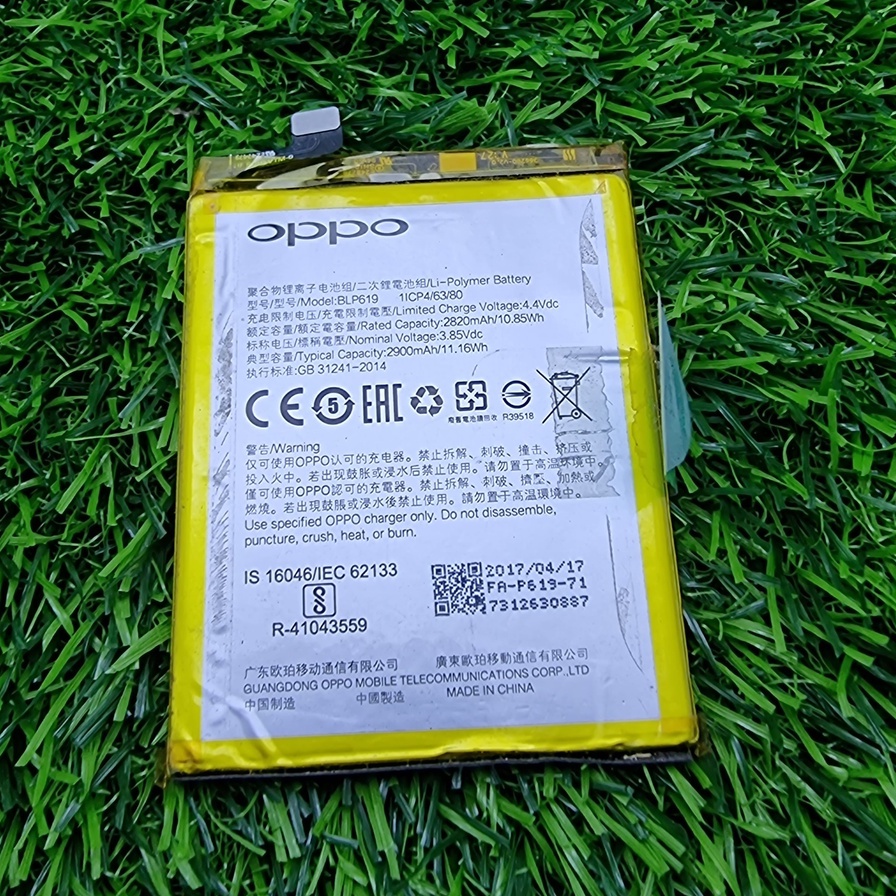 oppo
聚合物锂离子电池组/二次鋰電池組/Li-Polymer Battery
型号/型号/Model:BLP619 1ICP4/63/80
充电限制电压/充電限制電壓/Limited Charge Voltage:4.4Vdc
额定容量/額定電容量/Rated Capacity:2820mAh/10.85Wh
标称电压/標稱電壓/Nominal Voltage:3.85Vdc
典型容量/Typical Capacity:2900mAh/11.16Wh
执行标准:GB 31241-2014
CE 5 EAC 廢電池請回收 R39518
警告/Warning
仅可使用OPPO认可的充电器。禁止拆解、刺破、撞击、挤压或
投入火中。若出现鼓胀或浸水后禁止使用。请勿置于高温环境中。
僅可使用OPPO認可的充電器。禁止拆解、刺破、擠壓、加熱或
燃燒。若出現鼓脹或浸水後禁止使用。請勿置于高溫環境中。
Use specified OPPO charger only. Do not disassemble,
puncture, crush, heat, or burn.
IS 16046/IEC 62133
R-41043559
2017/04/17
FA-P619-71
7312630887
广东欧珀移动通信有限公司 廣東歐珀移動通信有限公司
GUANGDONG OPPO MOBILE TELECOMMUNICATIONS CORP.,LTD
中国制造 中國製造 MADE IN CHINA